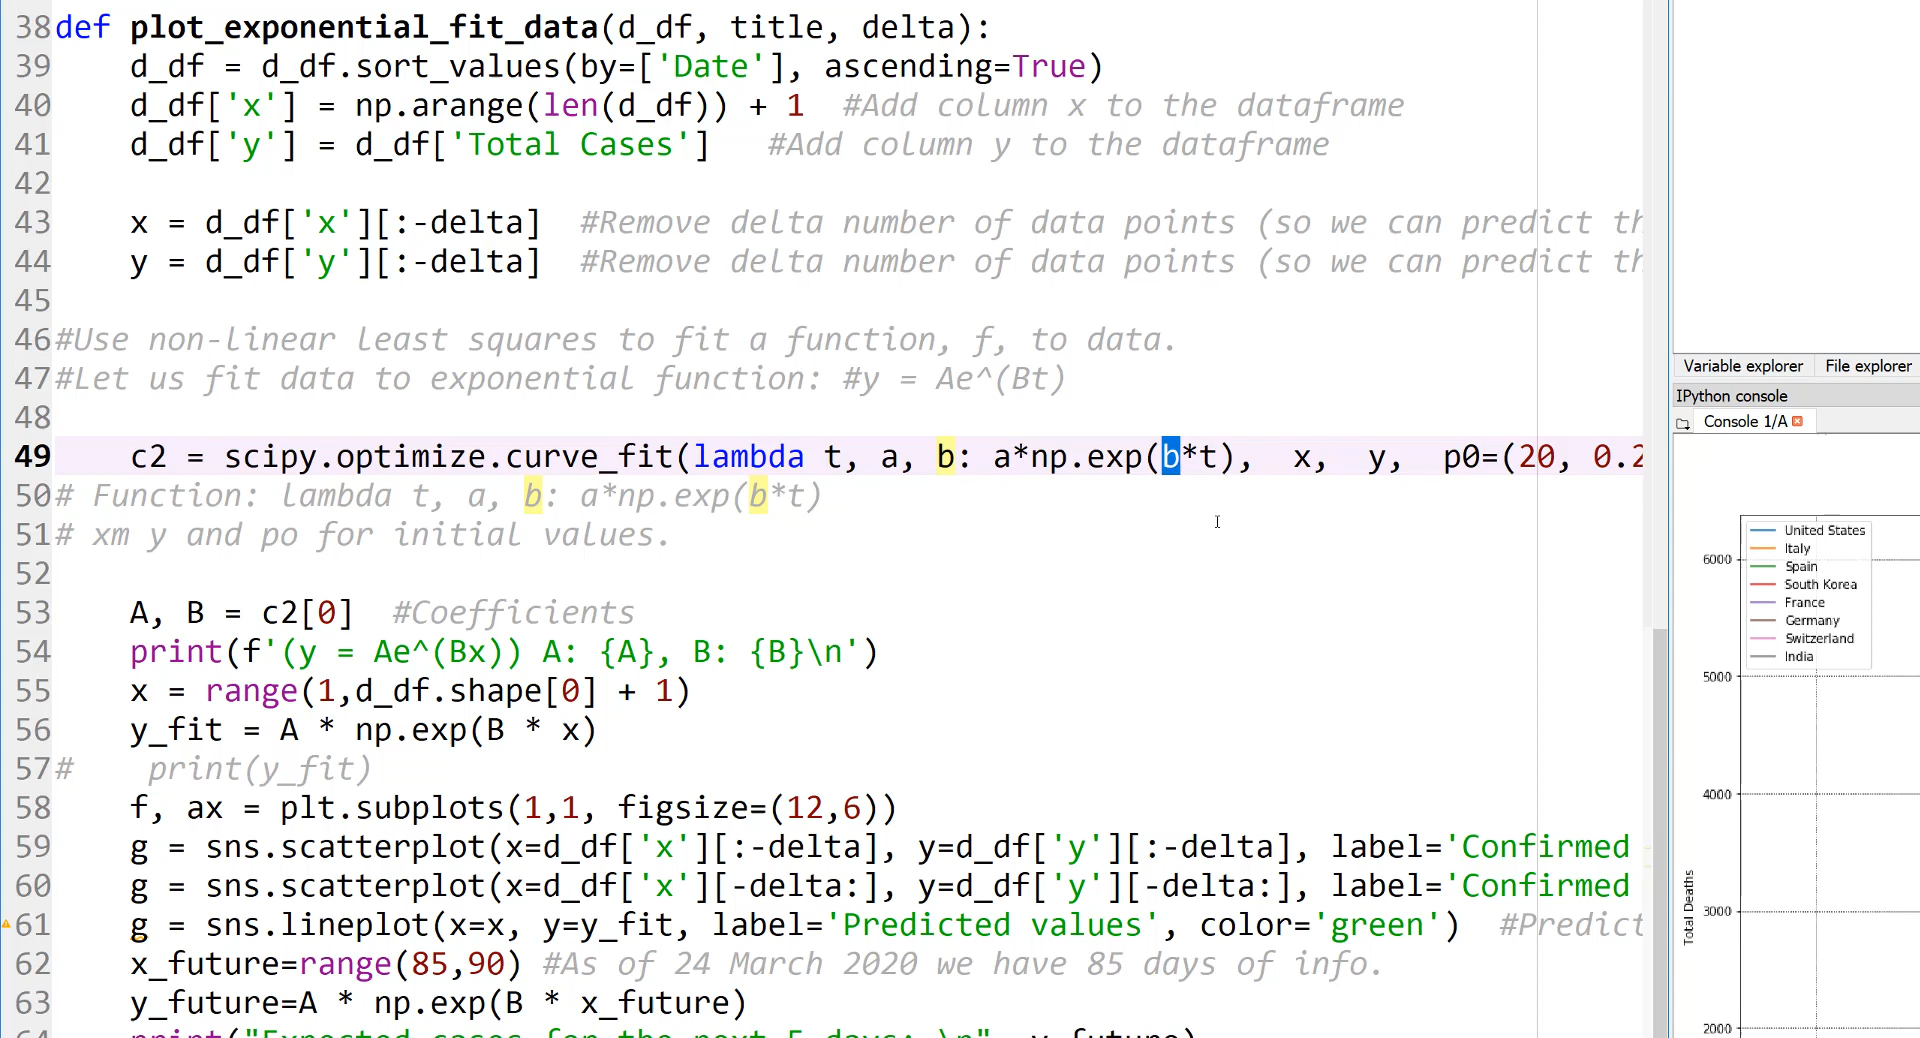 38 def plot_exponential_fit_data(d_df, title, delta):
39 d_df = d_df.sort_values(by=['Date'], ascending=True)
40 d_df['x'] = np.arange(len(d_df)) + 1 #Add column x to the dataframe
41 d_df['y'] = d_df['Total Cases'] #Add column y to the dataframe
42
43 x = d_df['x'][:-delta] #Remove delta number of data points (so we can predict th
44 y = d_df['y'][:-delta] #Remove delta number of data points (so we can predict th
45
46 #Use non-linear least squares to fit a function, f, to data.
47 #Let us fit data to exponential function: #y = Ae^(Bt)
48
49 c2 = scipy.optimize.curve_fit(lambda t, a, b: a*np.exp(b*t), x, y, p0=(20, 0.2
50 # Function: lambda t, a, b: a*np.exp(b*t)
51 # xm y and po for initial values.
52
53 A, B = c2[0] #Coefficients
54 print(f'(y = Ae^(Bx)) A: {A}, B: {B}\n')
55 x = range(1,d_df.shape[0] + 1)
56 y_fit = A * np.exp(B * x)
57 # print(y_fit)
58 f, ax = plt.subplots(1,1, figsize=(12,6))
59 g = sns.scatterplot(x=d_df['x'][:-delta], y=d_df['y'][:-delta], label='Confirmed
60 g = sns.scatterplot(x=d_df['x'][-delta:], y=d_df['y'][-delta:], label='Confirmed
61 g = sns.lineplot(x=x, y=y_fit, label='Predicted values', color='green') #Predict
62 x_future=range(85,90) #As of 24 March 2020 we have 85 days of info.
63 y_future=A * np.exp(B * x_future)
Variable explorer File explorer
IPython console
Console 1/A
United States
Italy
Spain
South Korea
France
Germany
Switzerland
India
6000
5000
4000
3000
2000
Total Deaths